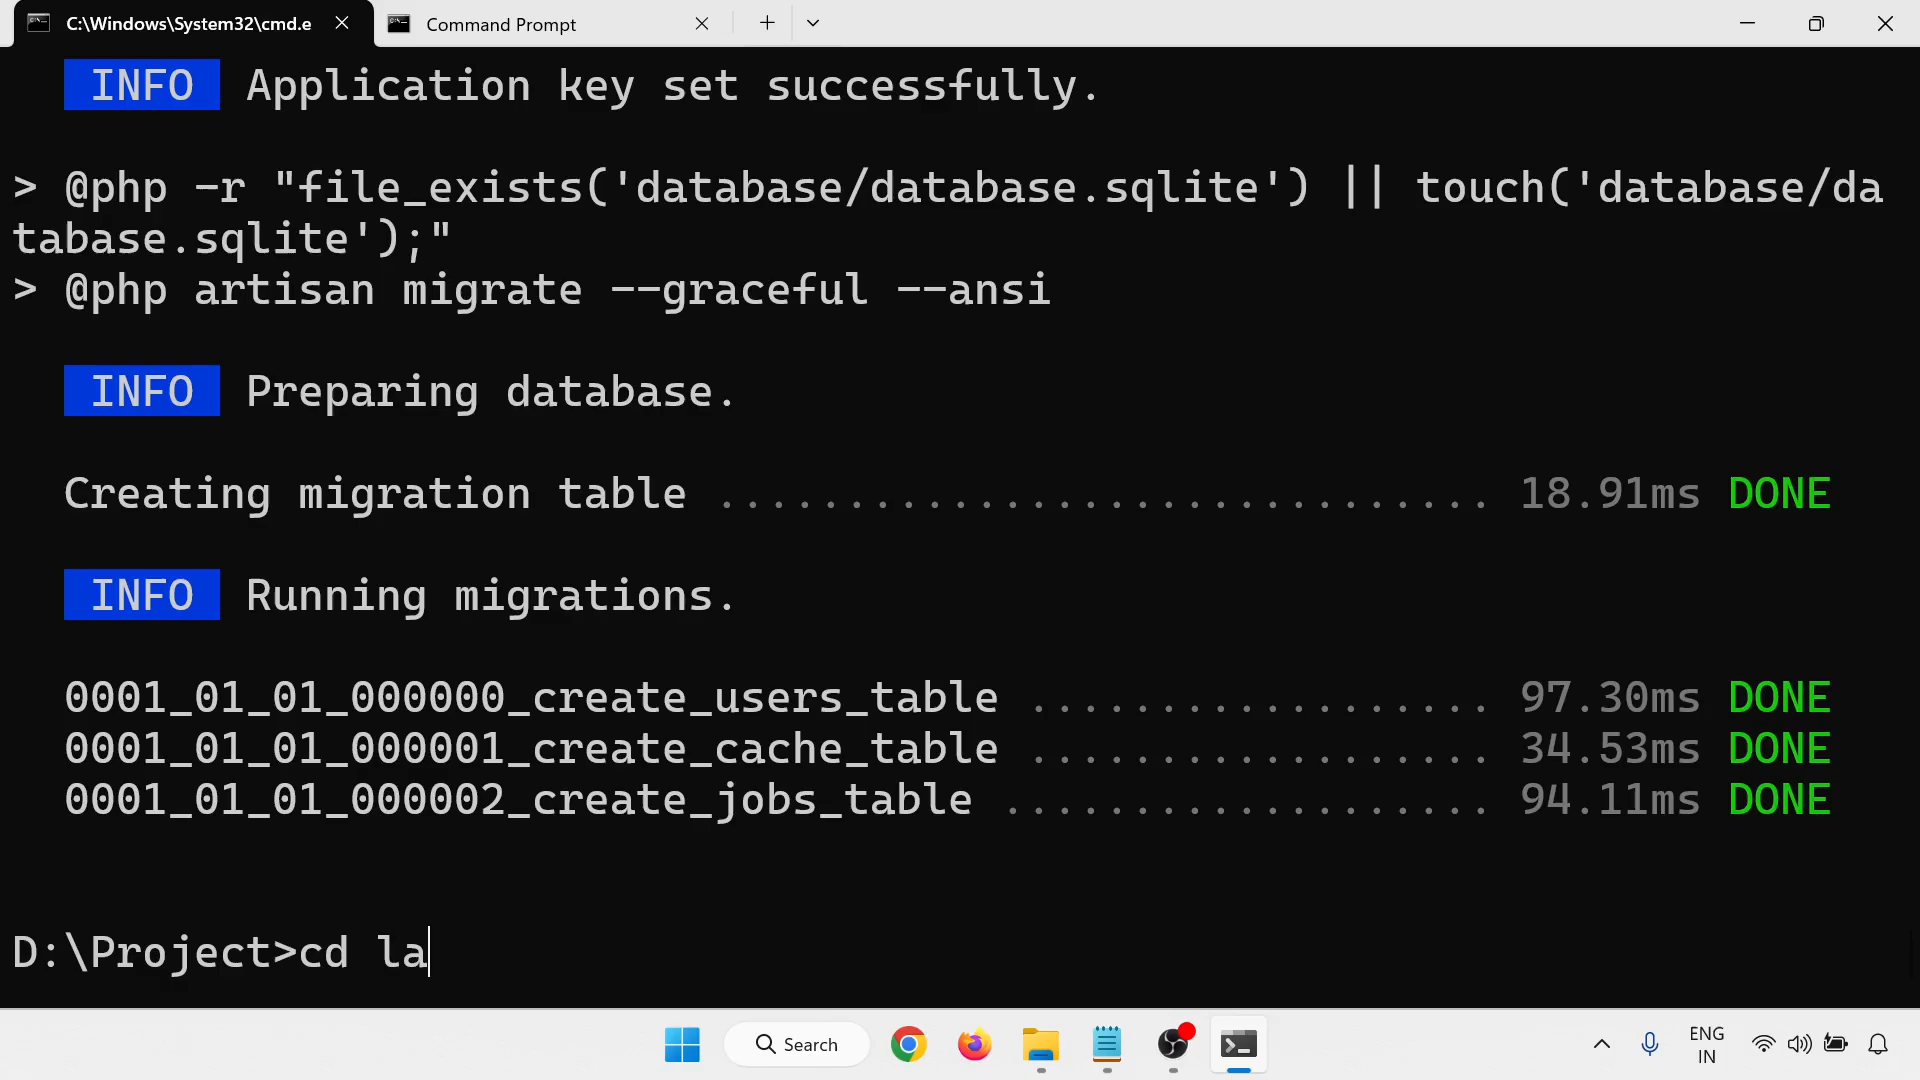 C:\Windows\System32\cmd.e
Command Prompt
INFO Application key set successfully.
> @php -r "file_exists('database/database.sqlite') || touch('database/da
tabase.sqlite');"
> @php artisan migrate --graceful --ansi
INFO Preparing database.
Creating migration table .............................. 18.91ms DONE
INFO Running migrations.
0001_01_01_000000_create_users_table .................. 97.30ms DONE
0001_01_01_000001_create_cache_table .................. 34.53ms DONE
0001_01_01_000002_create_jobs_table ................... 94.11ms DONE
D:\Project>cd la
Search
ENG
IN